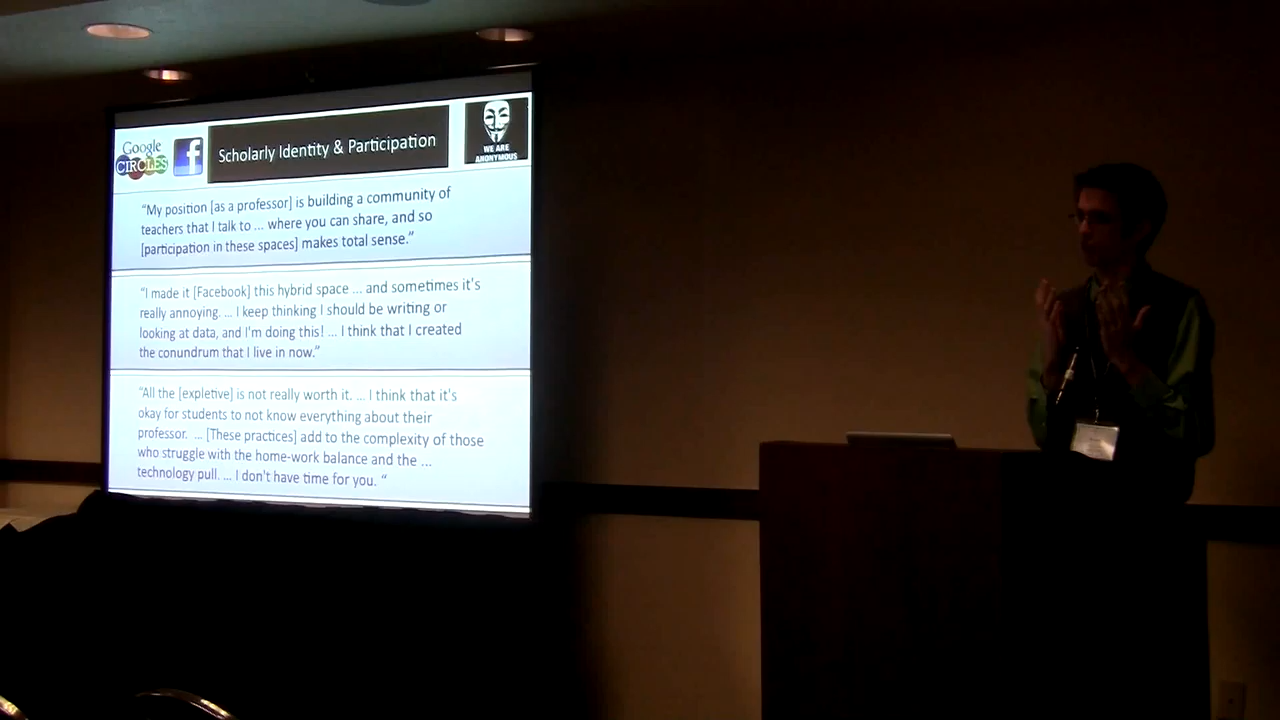 Google
CIRCLES
f
Scholarly Identity & Participation
WE ARE
ANONYMOUS
“My position [as a professor] is building a community of
teachers that I talk to ... where you can share, and so
[participation in these spaces] makes total sense.”
“I made it [Facebook] this hybrid space ... and sometimes it's
really annoying. ... I keep thinking I should be writing or
looking at data, and I'm doing this! ... I think that I created
the conundrum that I live in now.”
“All the [expletive] is not really worth it. ... I think that it's
okay for students to not know everything about their
professor. ... [These practices] add to the complexity of those
who struggle with the home-work balance and the ...
technology pull. ... I don't have time for you. “